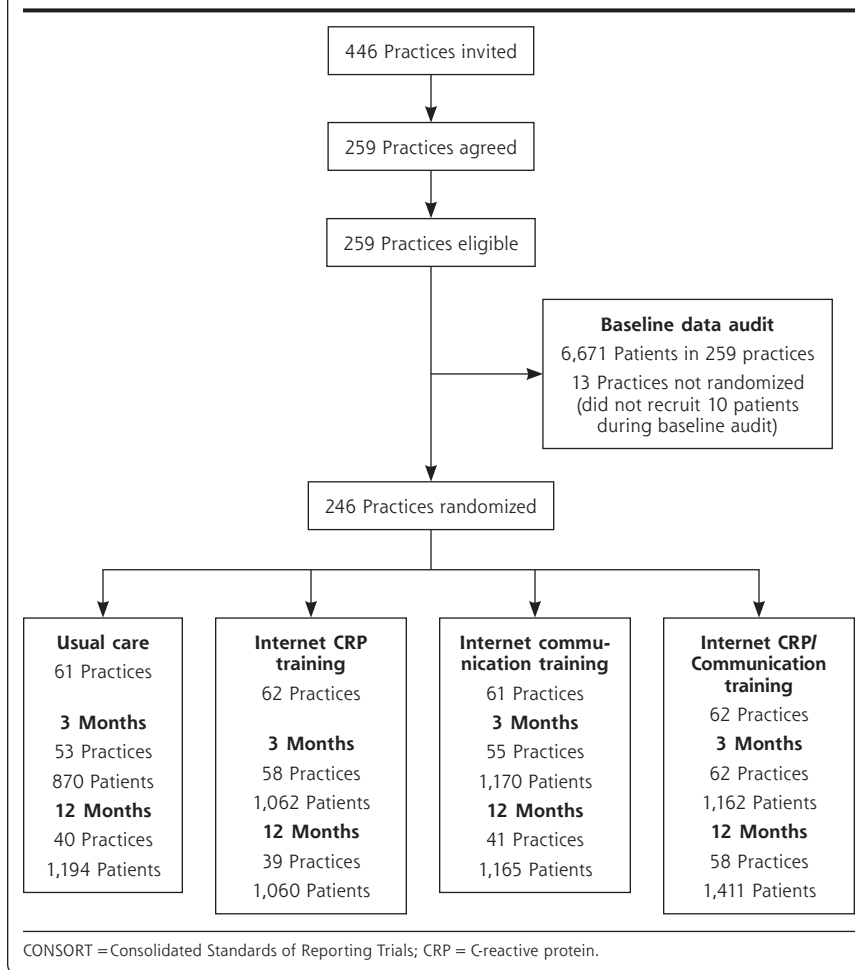 446 Practices invited
259 Practices agreed
259 Practices eligible
Baseline data audit
6,671 Patients in 259 practices
13 Practices not randomized
(did not recruit 10 patients
during baseline audit)
246 Practices randomized
Usual care
61 Practices
3 Months
53 Practices
870 Patients
12 Months
40 Practices
1,194 Patients
Internet CRP
training
62 Practices
3 Months
58 Practices
1,062 Patients
12 Months
39 Practices
1,060 Patients
Internet commu-
nication training
61 Practices
3 Months
55 Practices
1,170 Patients
12 Months
41 Practices
1,165 Patients
Internet CRP/
Communication
training
62 Practices
3 Months
62 Practices
1,162 Patients
12 Months
58 Practices
1,411 Patients
CONSORT = Consolidated Standards of Reporting Trials; CRP = C-reactive protein.